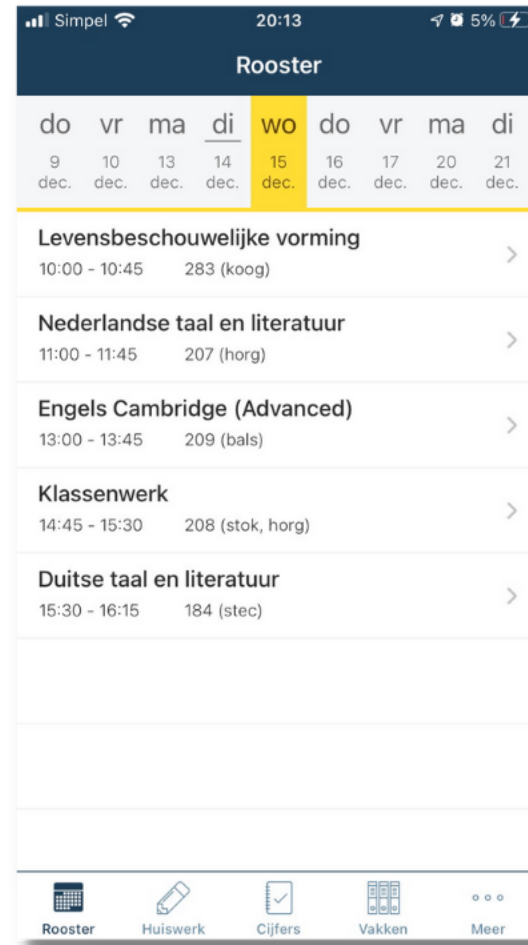 Simpel 20:13 5%
Rooster
do vr ma di wo do vr ma di
9 10 13 14 15 16 17 20 21
dec. dec. dec. dec. dec. dec. dec. dec. dec.
Levensbeschouwelijke vorming
10:00 - 10:45 283 (koog)
Nederlandse taal en literatuur
11:00 - 11:45 207 (horg)
Engels Cambridge (Advanced)
13:00 - 13:45 209 (bals)
Klassenwerk
14:45 - 15:30 208 (stok, horg)
Duitse taal en literatuur
15:30 - 16:15 184 (stec)
Rooster Huiswerk Cijfers Vakken Meer